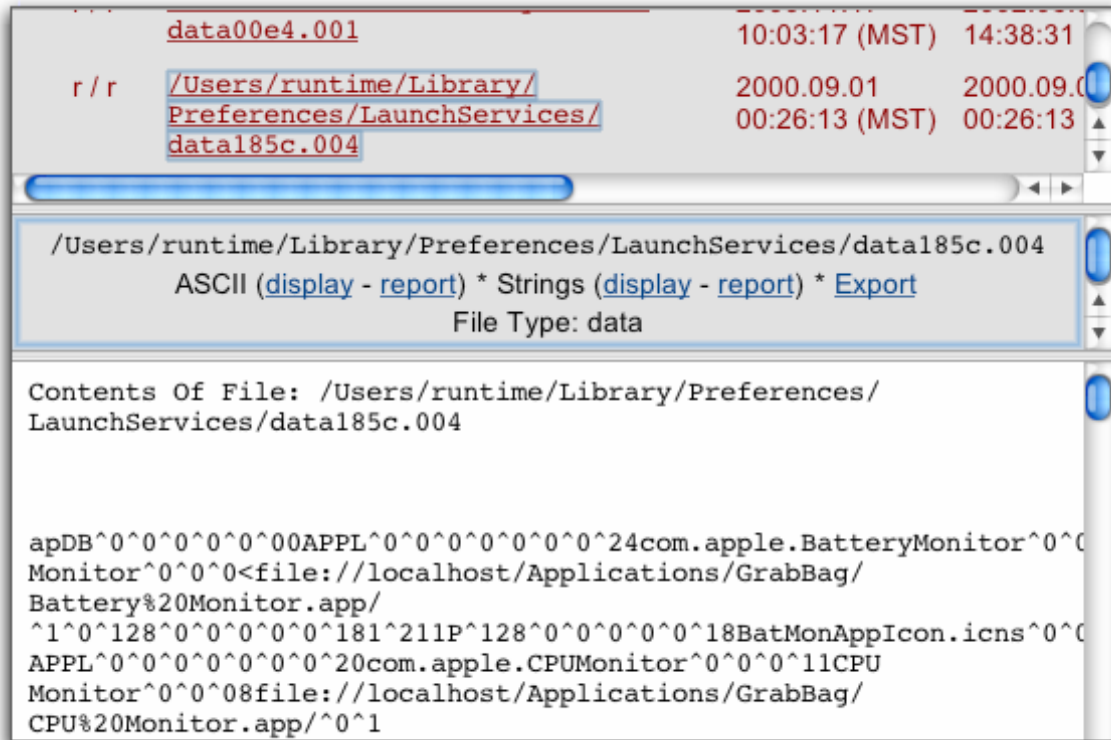 data00e4.001
10:03:17 (MST) 14:38:31
r / r /Users/runtime/Library/ 2000.09.01
Preferences/LaunchServices/ 00:26:13 (MST) 00:26:13
data185c.004
/Users/runtime/Library/Preferences/LaunchServices/data185c.004
ASCII (display - report) * Strings (display - report) * Export
File Type: data
Contents Of File: /Users/runtime/Library/Preferences/
LaunchServices/data185c.004
apDB^0^0^0^0^0^00APPL^0^0^0^0^0^0^0^24com.apple.BatteryMonitor^0^0
Monitor^0^0^0<file://localhost/Applications/GrabBag/
Battery%20Monitor.app/
^1^0^128^0^0^0^0^0^181^211P^128^0^0^0^0^0^18BatMonAppIcon.icns^0^0
APPL^0^0^0^0^0^0^0^20com.apple.CPUMonitor^0^0^0^11CPU
Monitor^0^0^08file://localhost/Applications/GrabBag/
CPU%20Monitor.app/^0^1